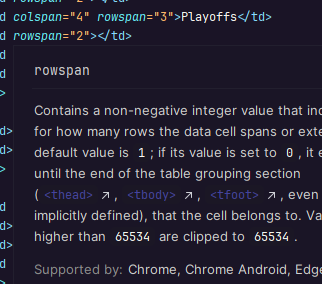 d rowspan="2"></td>
d colspan="4" rowspan="3">Playoffs</td>
d rowspan="2"></td>
d
d
>
rowspan
Contains a non-negative integer value that
for how many rows the data cell spans or
d>
default value is 1; if its value is set to 0, it
d>
until the end of the table grouping section
>
(<thead> ↗, <tbody> ↗, <tfoot> ↗, even
d
implicitly defined), that the cell belongs to.
d>
higher than 65534 are clipped to 65534.
d>
d
Supported by: Chrome, Chrome Android, Edge
>